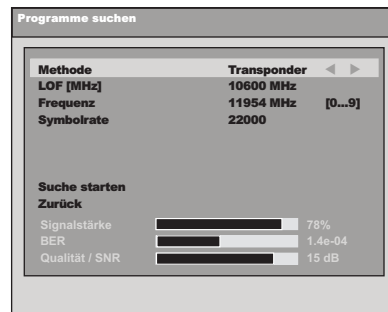 Programme suchen
Methode Transponder
LOF [MHz] 10600 MHz
Frequenz 11954 MHz [0...9]
Symbolrate 22000
Suche starten
Zurück
Signalstärke 78%
BER 1.4e-04
Qualität / SNR 15 dB